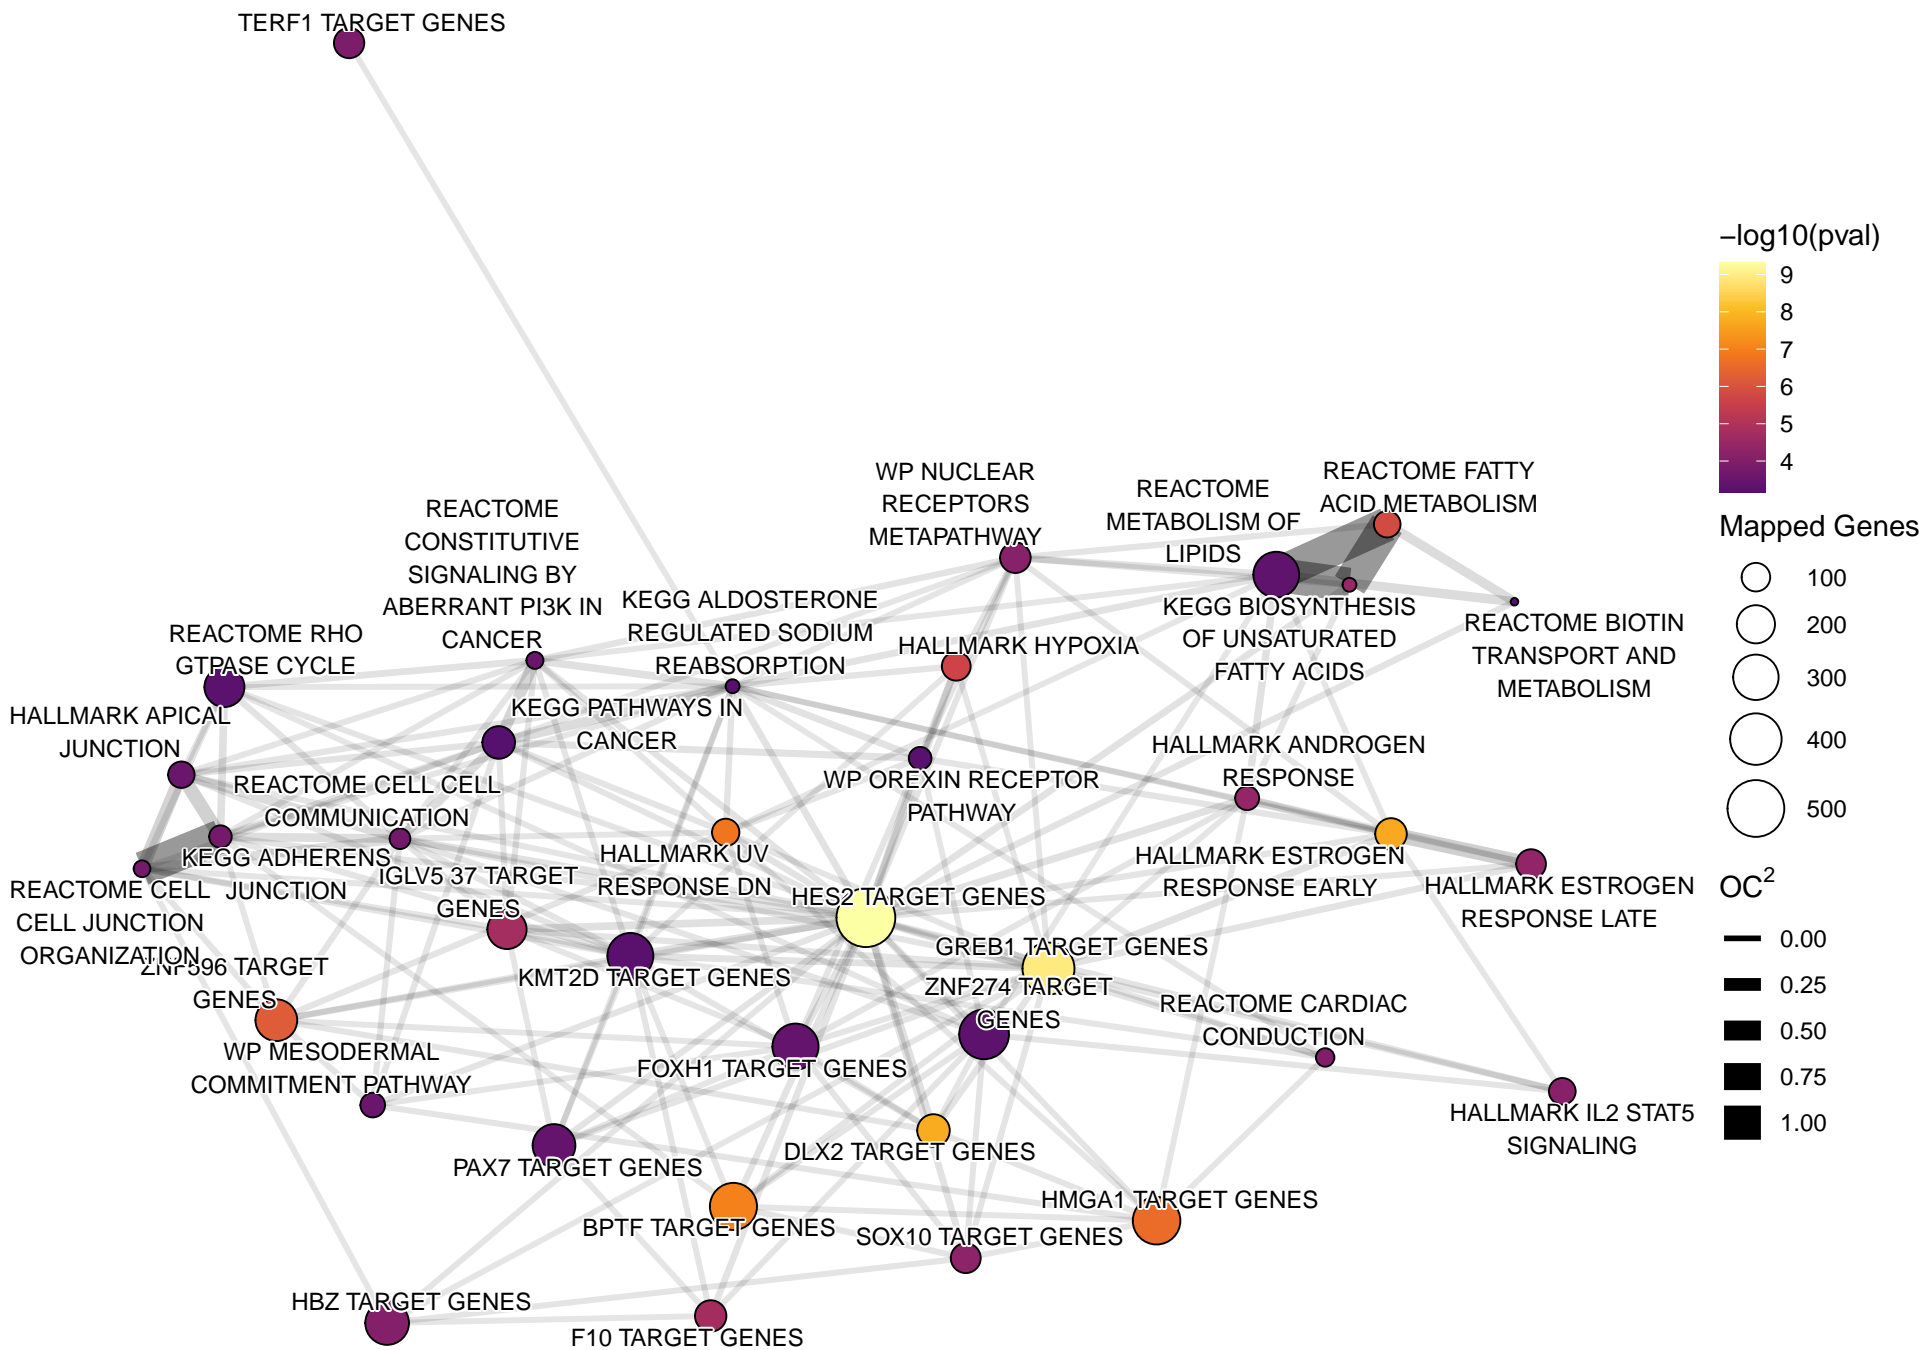 TERF1 TARGET GENES
WP NUCLEAR
RECEPTORS
METAPATHWAY
REACTOME
METABOLISM OF
LIPIDS
REACTOME FATTY
ACID METABOLISM
REACTOME
CONSTITUTIVE
SIGNALING BY
ABERRANT PI3K IN
CANCER
KEGG ALDOSTERONE
REGULATED SODIUM
REABSORPTION
REACTOME RHO
GTPASE CYCLE
HALLMARK HYPOXIA
KEGG BIOSYNTHESIS
OF UNSATURATED
FATTY ACIDS
REACTOME BIOTIN
TRANSPORT AND
METABOLISM
HALLMARK APICAL
JUNCTION
KEGG PATHWAYS IN
CANCER
HALLMARK ANDROGEN
RESPONSE
REACTOME CELL CELL
COMMUNICATION
WP OREXIN RECEPTOR
PATHWAY
KEGG ADHERENS
JUNCTION
IGLV5 37 TARGET
GENES
HALLMARK UV
RESPONSE DN
HALLMARK ESTROGEN
RESPONSE EARLY
HALLMARK ESTROGEN
RESPONSE LATE
REACTOME CELL
CELL JUNCTION
ORGANIZATION
HES2 TARGET GENES
GREB1 TARGET GENES
ZNF596 TARGET
GENES
KMT2D TARGET GENES
ZNF274 TARGET
GENES
REACTOME CARDIAC
CONDUCTION
WP MESODERMAL
COMMITMENT PATHWAY
FOXH1 TARGET GENES
HALLMARK IL2 STAT5
SIGNALING
PAX7 TARGET GENES
DLX2 TARGET GENES
HMGA1 TARGET GENES
BPTF TARGET GENES
SOX10 TARGET GENES
HBZ TARGET GENES
F10 TARGET GENES
−log10(pval)
9
8
7
6
5
4
Mapped Genes
100
200
300
400
500
OC²
0.00
0.25
0.50
0.75
1.00